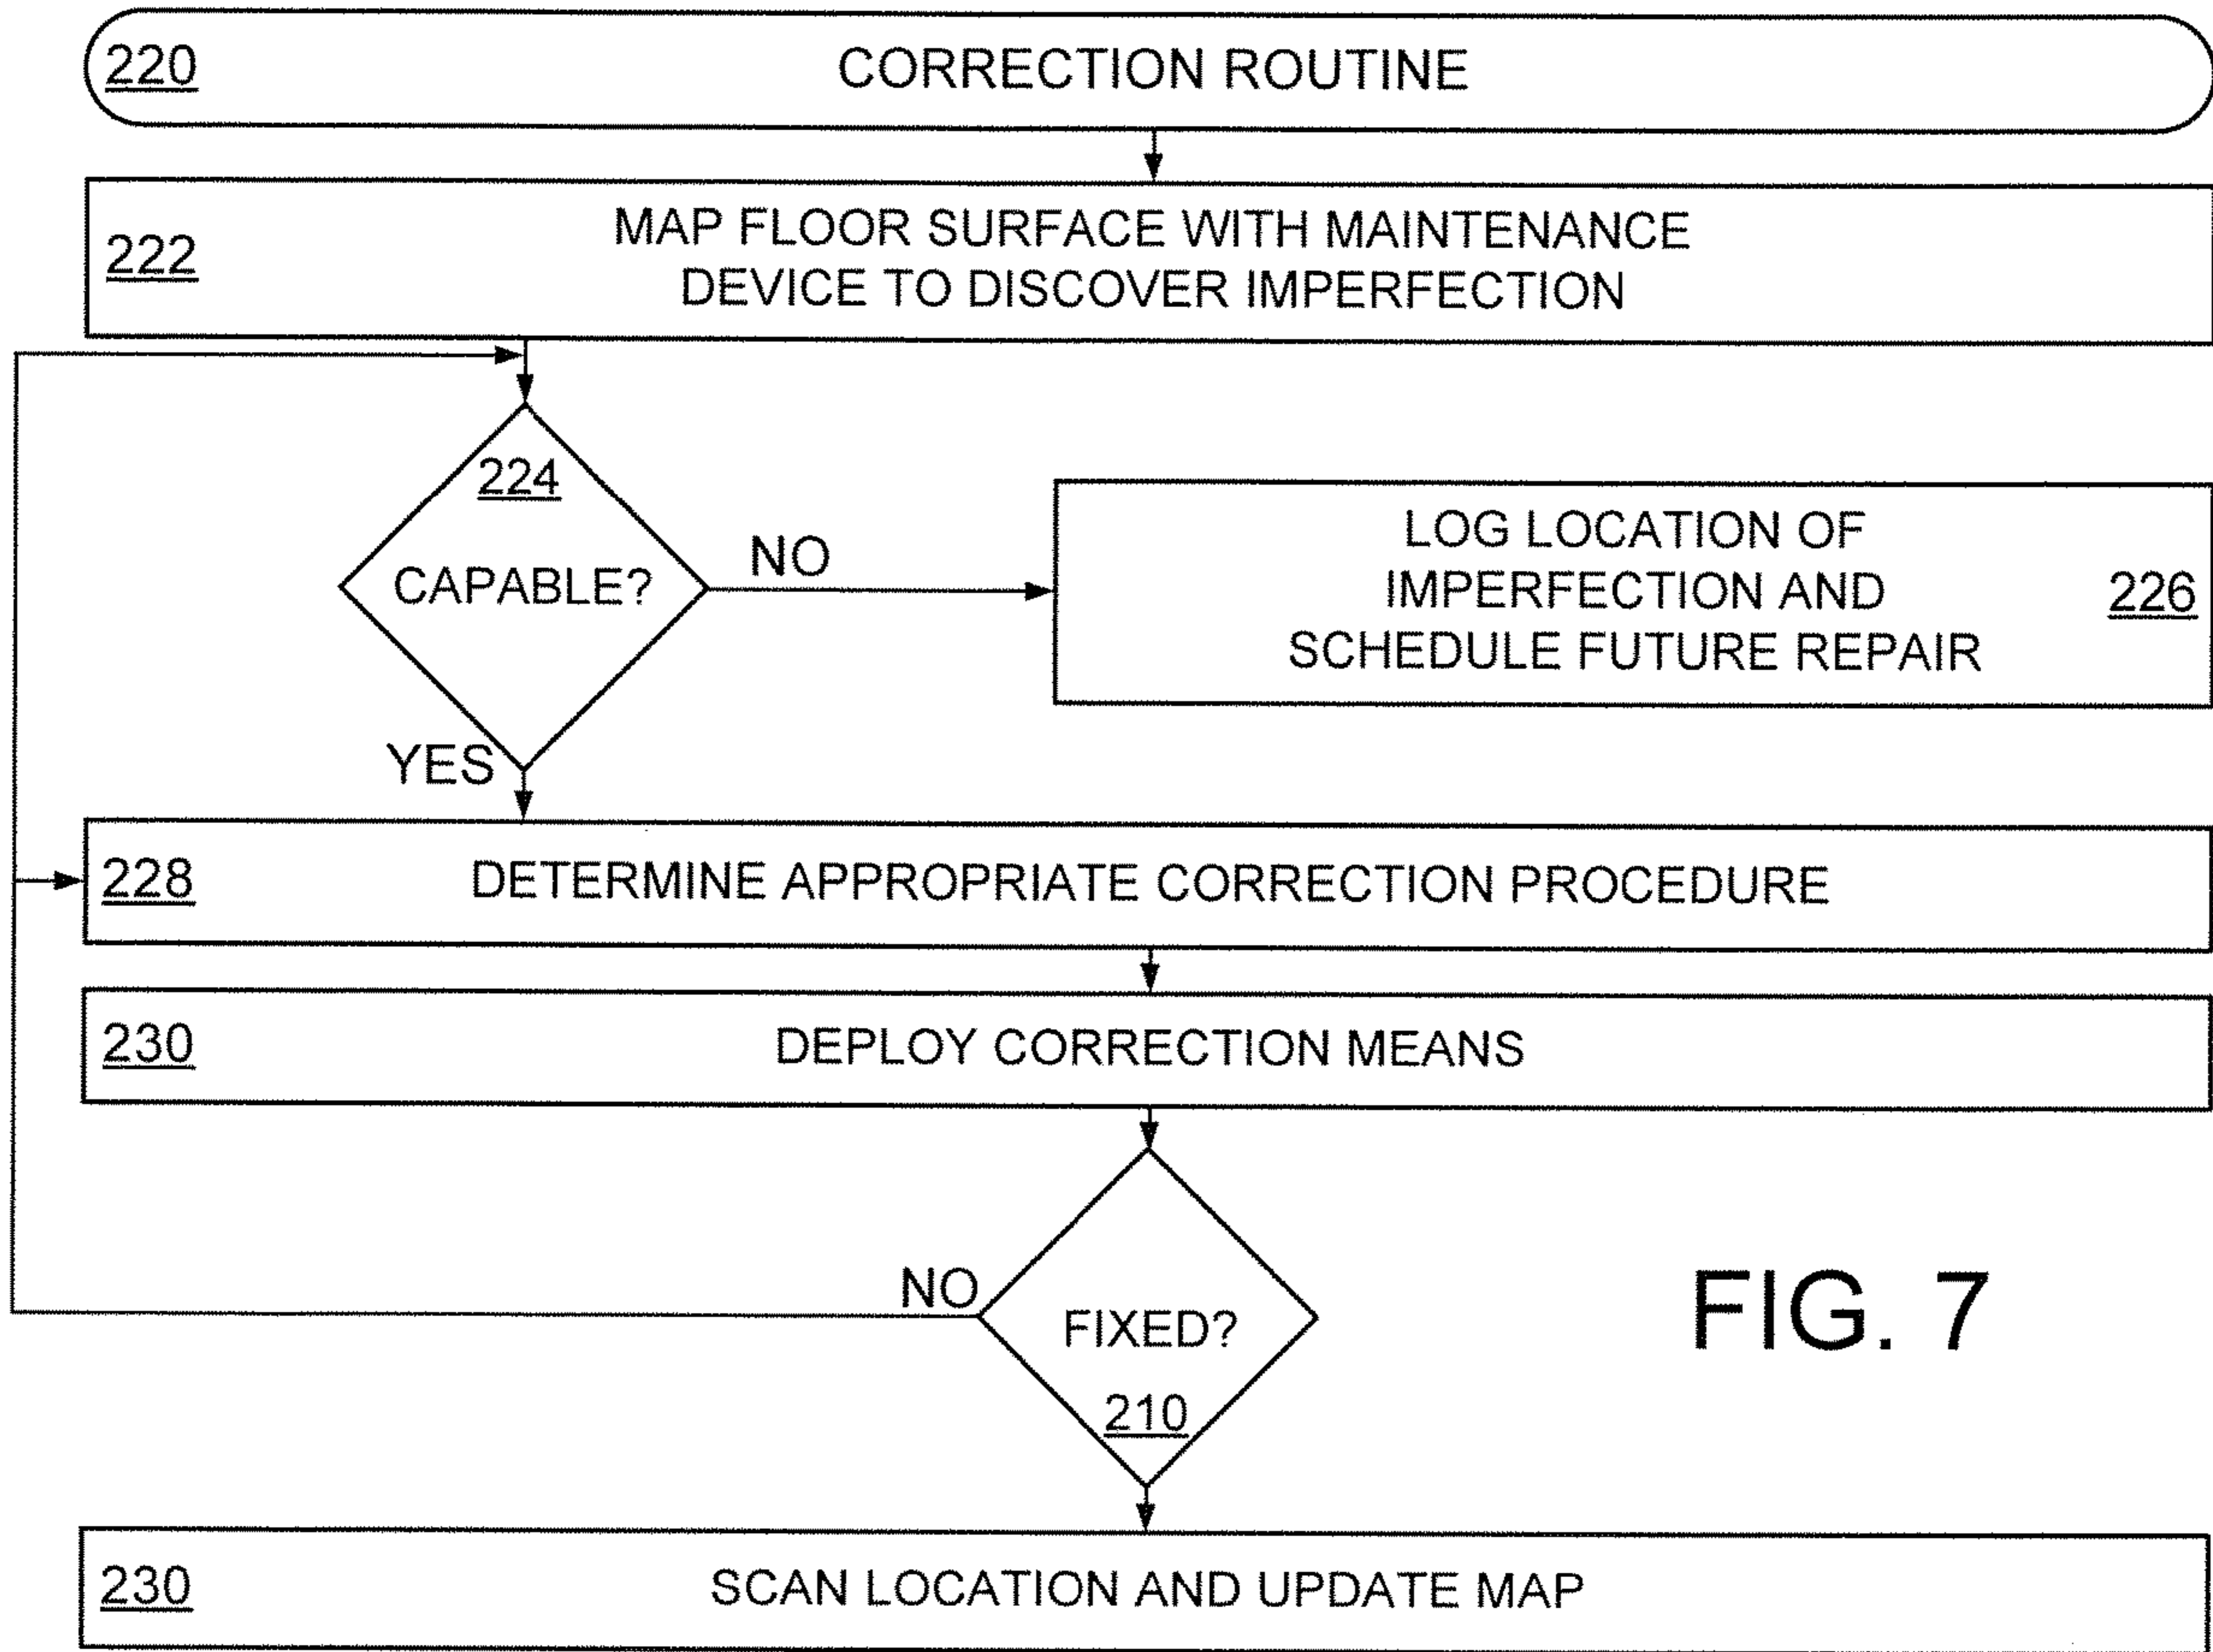 220
CORRECTION ROUTINE
222
MAP FLOOR SURFACE WITH MAINTENANCE
DEVICE TO DISCOVER IMPERFECTION
224
CAPABLE?
NO
YES
LOG LOCATION OF
IMPERFECTION AND
SCHEDULE FUTURE REPAIR
226
228
DETERMINE APPROPRIATE CORRECTION PROCEDURE
230
DEPLOY CORRECTION MEANS
NO
FIXED?
210
FIG. 7
230
SCAN LOCATION AND UPDATE MAP